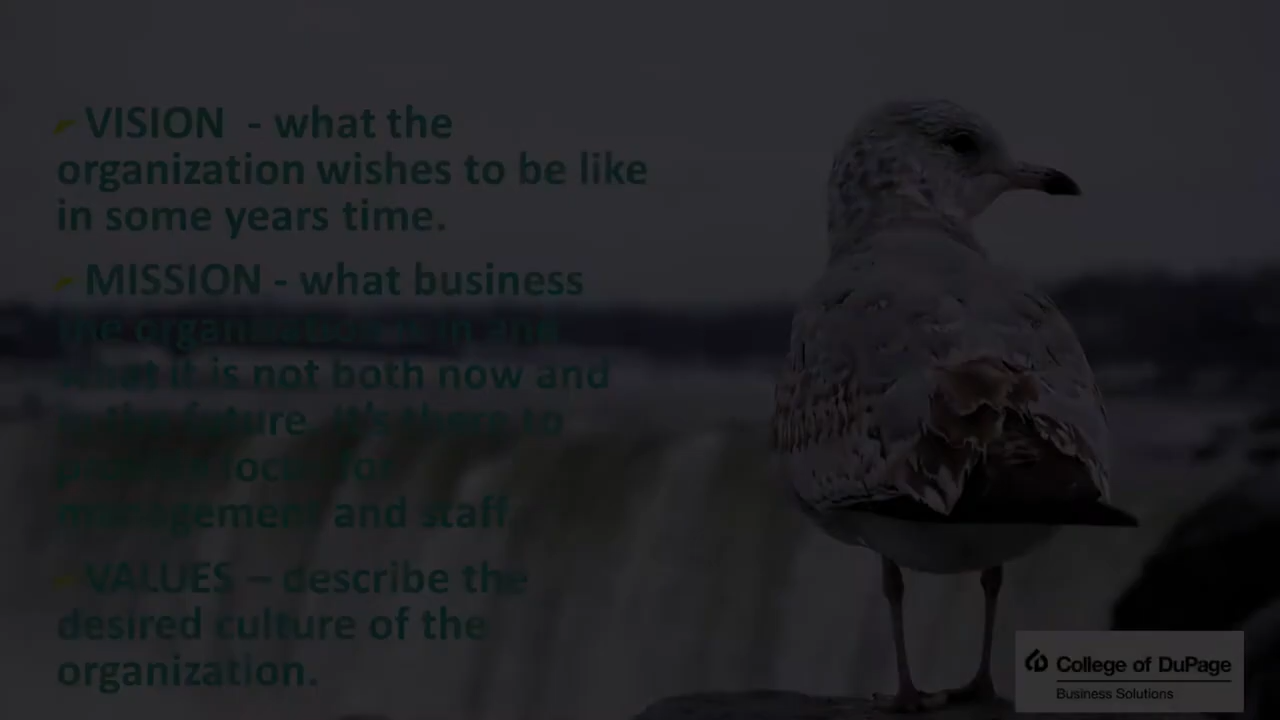 VISION - what the
organization wishes to be like
in some years time.
MISSION - what business
the organization is in and
what it is not both now and
in the future. It's there to
provide focus for
management and staff.
VALUES – describe the
desired culture of the
organization.
College of DuPage
Business Solutions